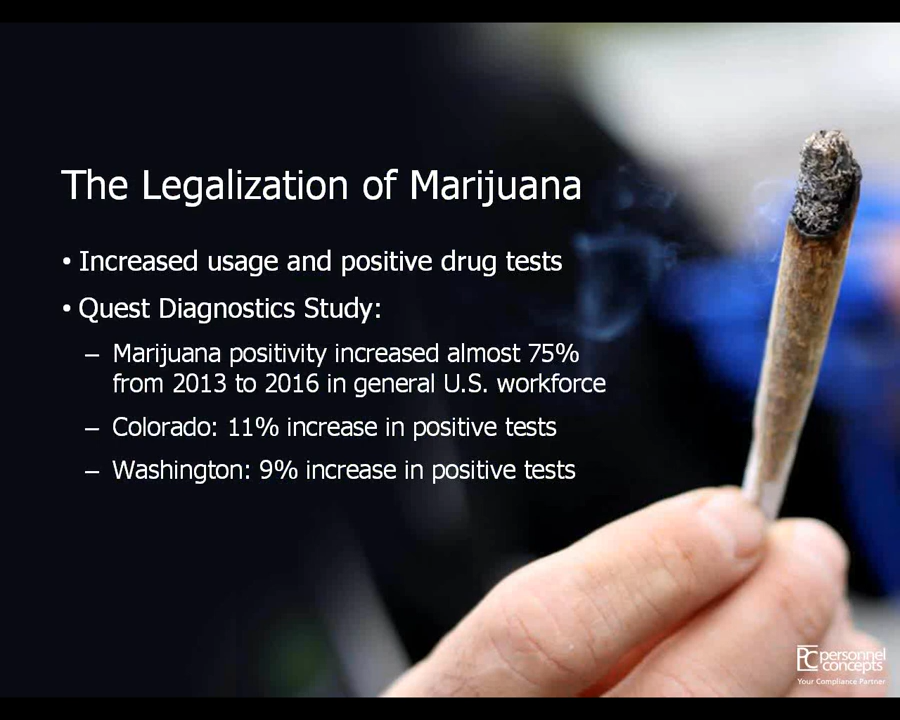 The Legalization of Marijuana
• Increased usage and positive drug tests
• Quest Diagnostics Study:
– Marijuana positivity increased almost 75%
from 2013 to 2016 in general U.S. workforce
– Colorado: 11% increase in positive tests
– Washington: 9% increase in positive tests
PC personnel
concepts
Your Compliance Partner